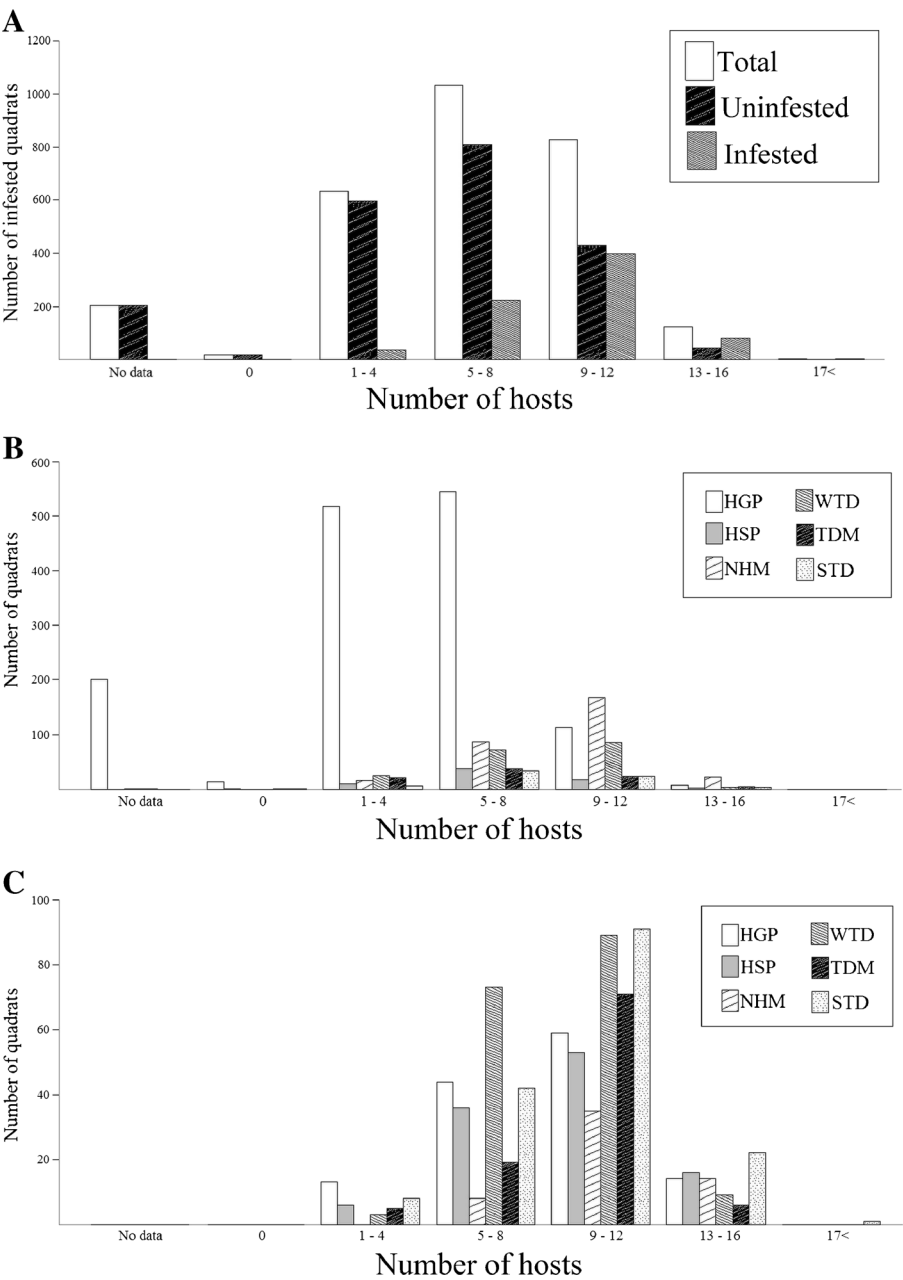 A
1200
1000
800
600
400
200
Number of infested quadrats
Total
Uninfested
Infested
No data 0 1 - 4 5 - 8 9 - 12 13 - 16 17<
Number of hosts
B
600
500
400
300
200
100
Number of quadrats
HGP WTD
HSP TDM
NHM STD
No data 0 1 - 4 5 - 8 9 - 12 13 - 16 17<
Number of hosts
C
100
80
60
40
20
Number of quadrats
HGP WTD
HSP TDM
NHM STD
No data 0 1 - 4 5 - 8 9 - 12 13 - 16 17<
Number of hosts